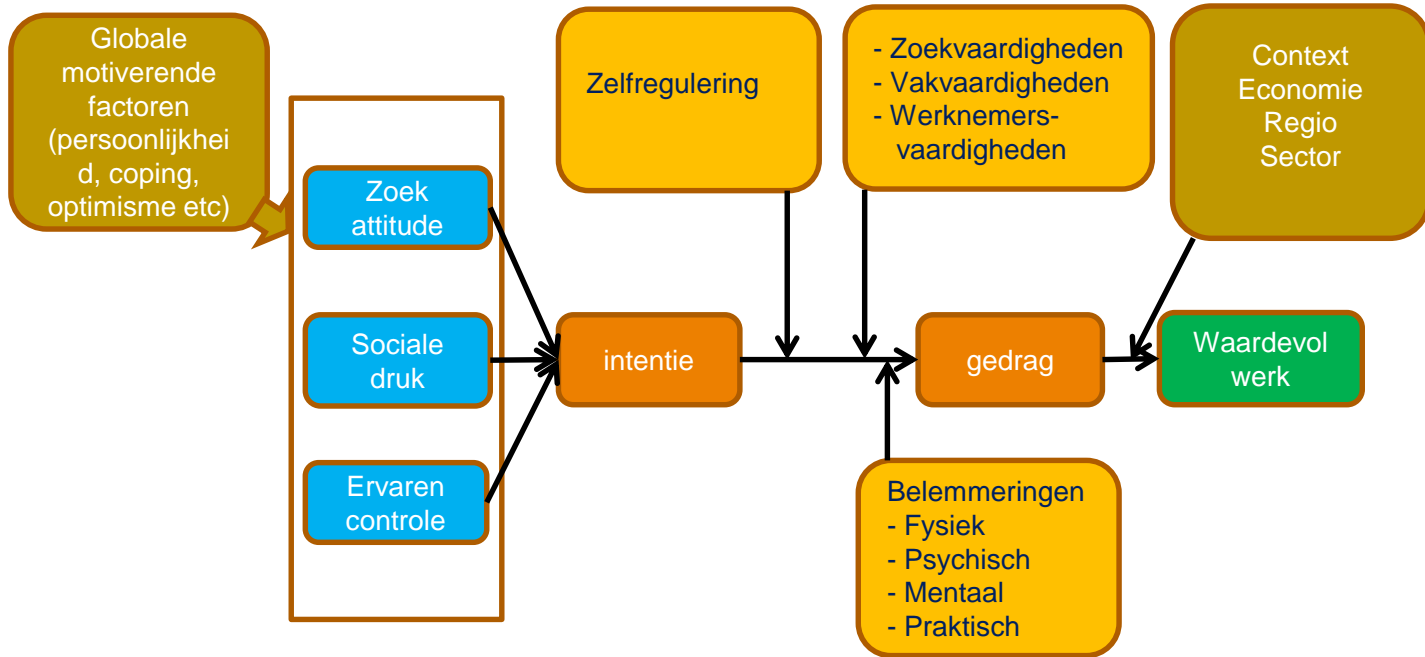 Globale
motiverende
factoren
(persoonlijkhei
d, coping,
optimisme etc)
Zoek
attitude
Sociale
druk
Ervaren
controle
intentie
Zelfregulering
- Zoekvaardigheden
- Vakvaardigheden
- Werknemers-
vaardigheden
Belemmeringen
- Fysiek
- Psychisch
- Mentaal
- Praktisch
gedrag
Context
Economie
Regio
Sector
Waardevol
werk